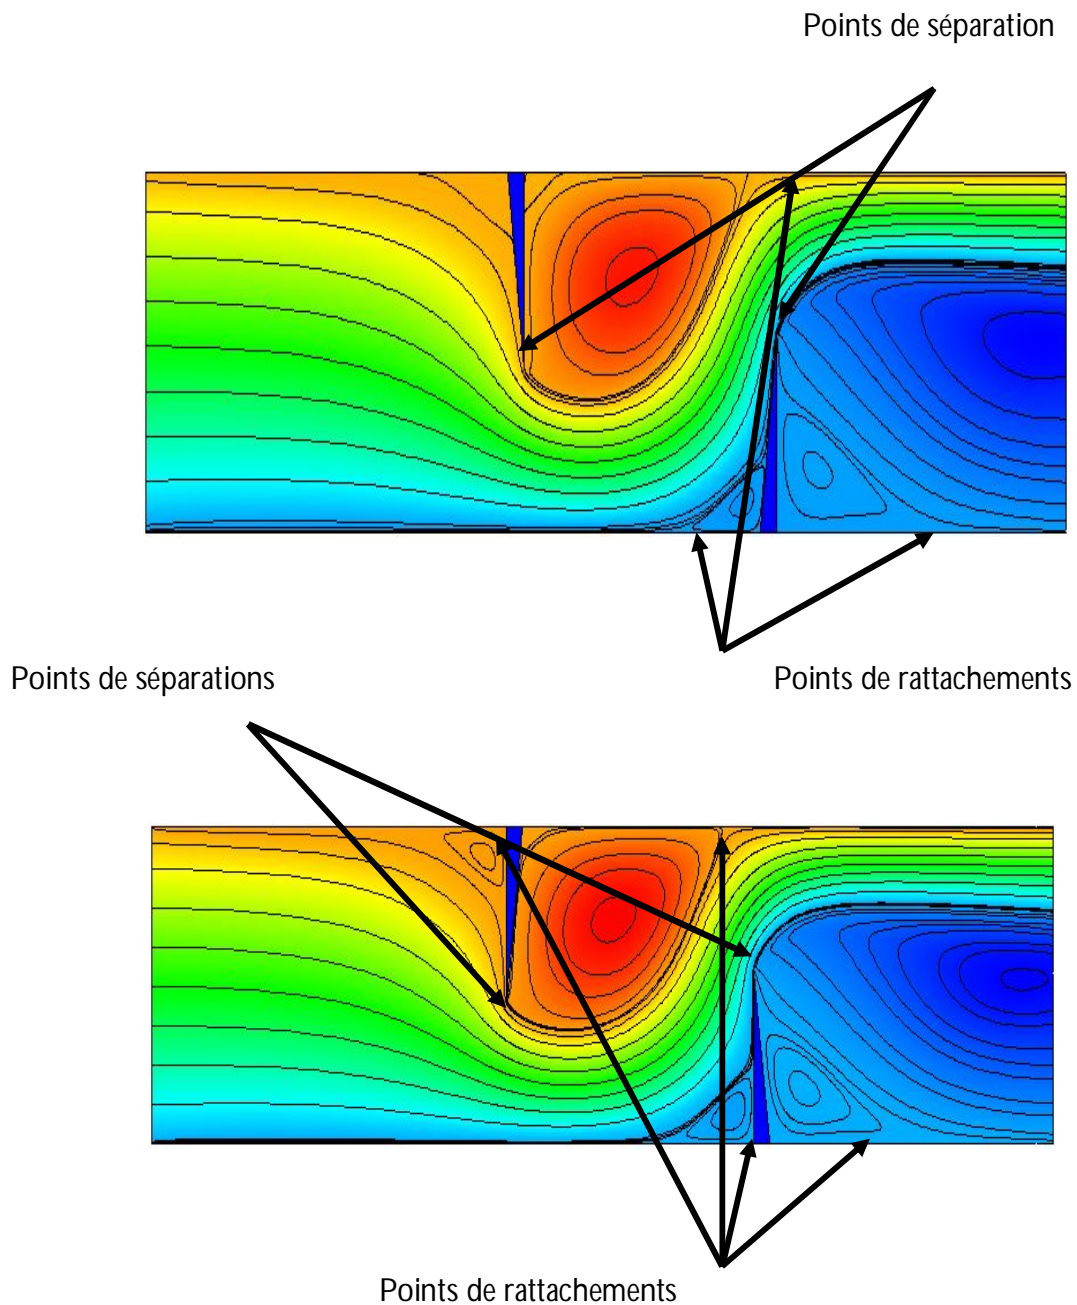 Points de séparation
Points de séparations
Points de rattachements
Points de rattachements